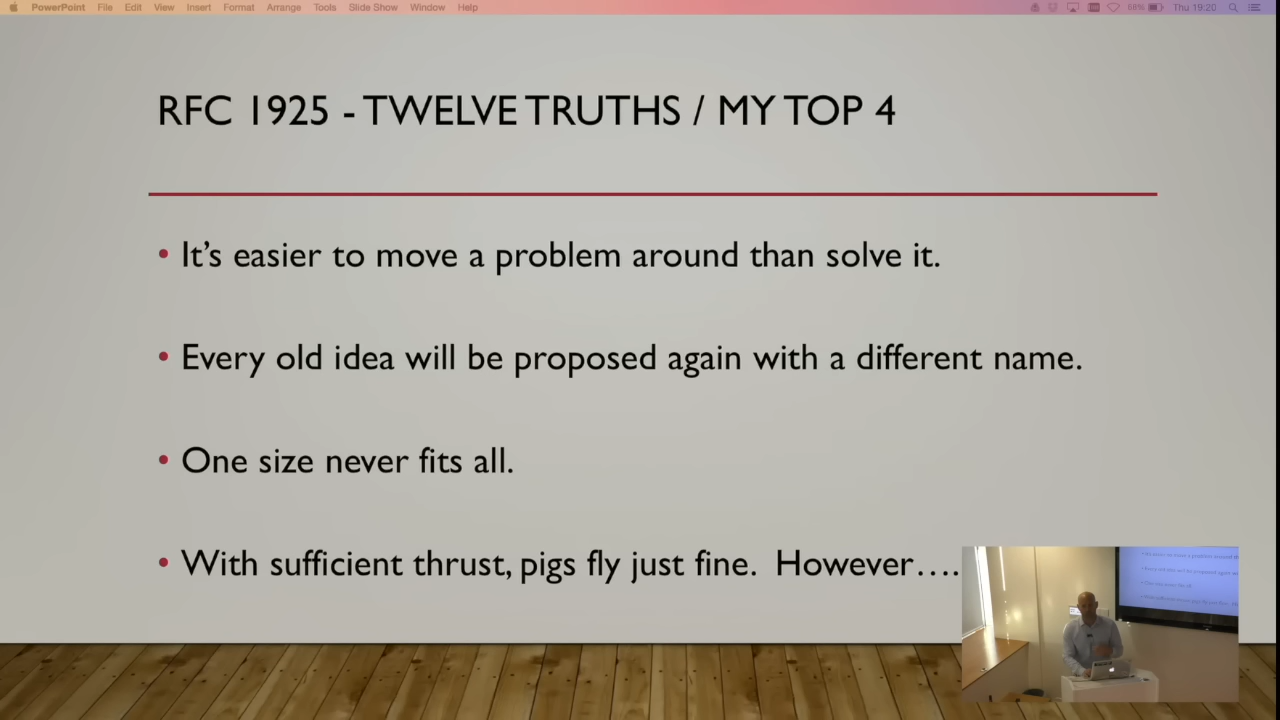 PowerPoint File Edit View Insert Format Arrange Tools Slide Show Window Help 68% Thu 19:20
RFC 1925 - TWELVE TRUTHS / MY TOP 4
• It’s easier to move a problem around than solve it.
• Every old idea will be proposed again with a different name.
• One size never fits all.
• With sufficient thrust, pigs fly just fine. However….